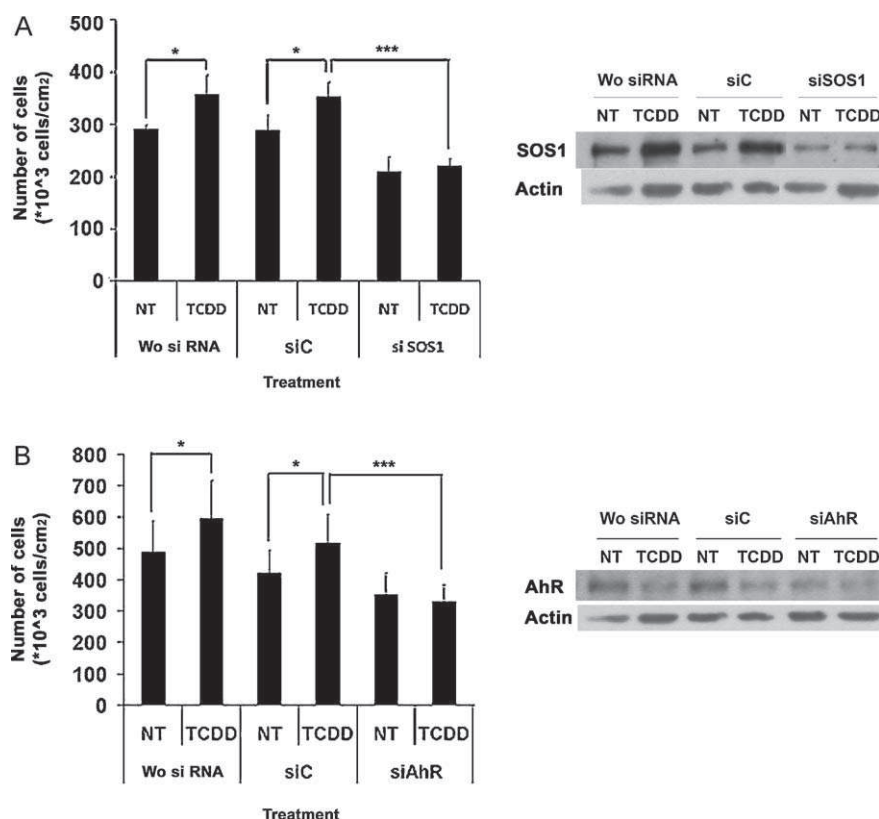 A
Number of cells
(*10^3 cells/cm2)
500
400
300
200
100
0
* * ***
NT TCDD NT TCDD NT TCDD
Wo si RNA siC si SOS1
Treatment
Wo siRNA siC siSOS1
NT TCDD NT TCDD NT TCDD
SOS1
Actin
B
Number of cells
(*10^3 cells/cm2)
800
700
600
500
400
300
200
100
0
* * ***
NT TCDD NT TCDD NT TCDD
Wo si RNA siC siAhR
Treatment
Wo siRNA siC siAhR
NT TCDD NT TCDD NT TCDD
AhR
Actin